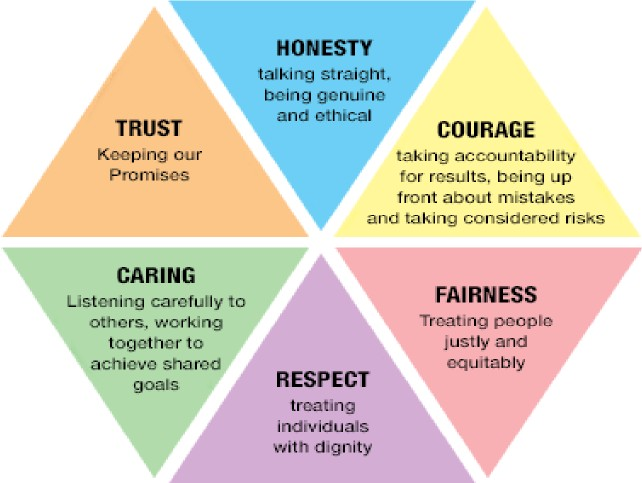 HONESTY
talking straight,
being genuine
and ethical
TRUST
Keeping our
Promises
COURAGE
taking accountability
for results, being up
front about mistakes
and taking considered risks
CARING
Listening carefully to
others, working
together to
achieve shared
goals
FAIRNESS
Treating people
justly and
equitably
RESPECT
treating
individuals
with dignity